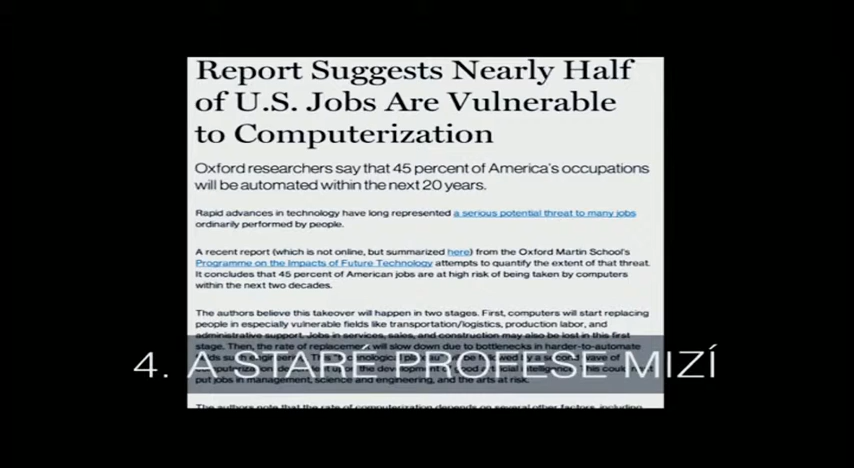 Report Suggests Nearly Half
of U.S. Jobs Are Vulnerable
to Computerization
Oxford researchers say that 45 percent of America's occupations
will be automated within the next 20 years.
Rapid advances in technology have long represented a serious potential threat to many jobs
ordinarily performed by people.
A recent report (which is not online, but summarized here) from the Oxford Martin School's
Programme on the Impacts of Future Technology attempts to quantify the extent of that threat.
It concludes that 45 percent of American jobs are at high risk of being taken by computers
within the next two decades.
The authors believe this takeover will happen in two stages. First, computers will start replacing
people in especially vulnerable fields like transportation/logistics, production labor, and
administrative support. Jobs in services, sales, and construction may also be lost in this first
stage. Then, the rate of replacement will slow down due to bottlenecks in harder-to-automate
4. A STARÉ PROFESE MIZÍ
put jobs in management, science and engineering, and the arts at risk.
The authors note that the rate of computerization depends on several other factors, including